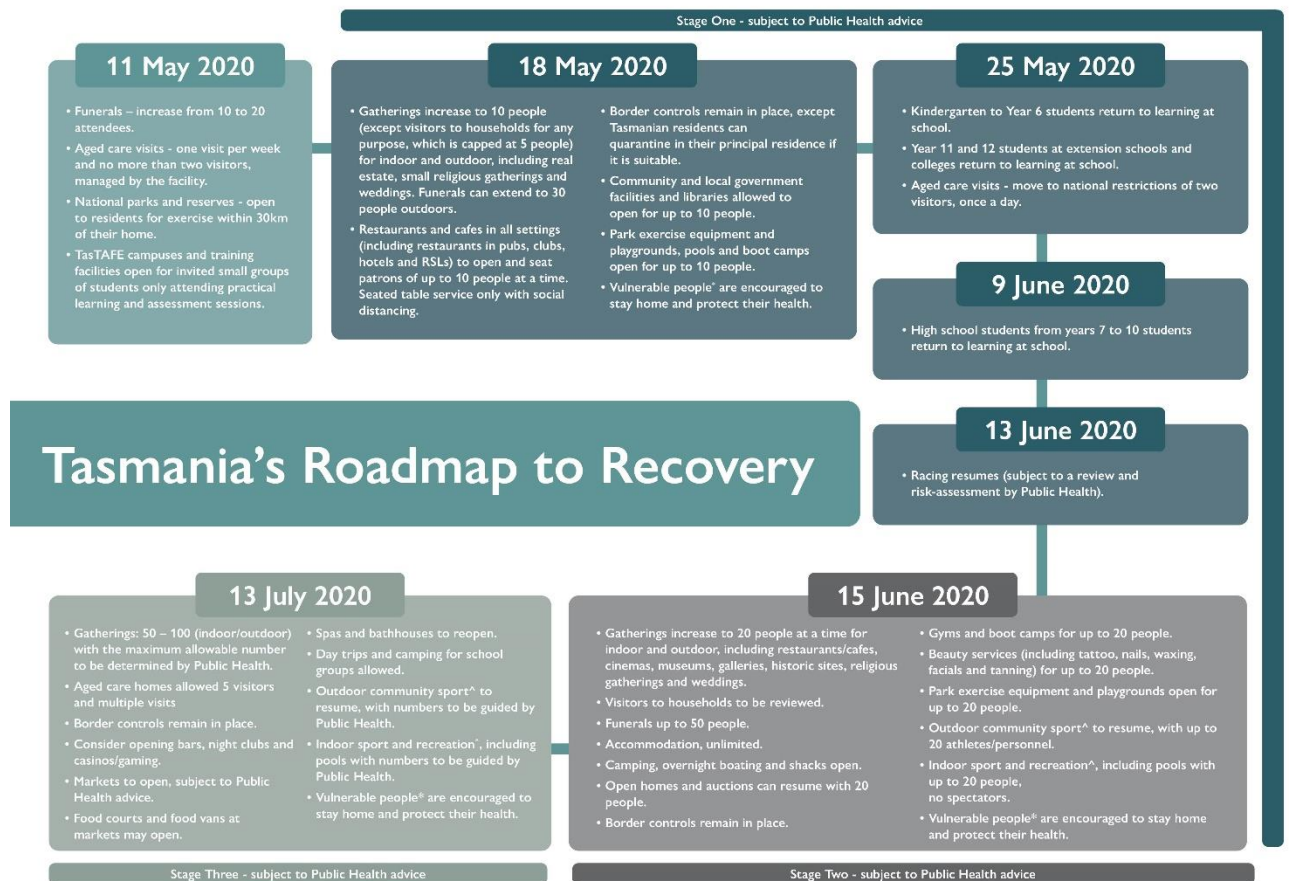 Stage One - subject to Public Health advice
11 May 2020
• Funerals – increase from 10 to 20
attendees.
• Aged care visits - one visit per week
and no more than two visitors,
managed by the facility.
• National parks and reserves - open
to residents for exercise within 30km
of their home.
• TasTAFE campuses and training
facilities open for invited small groups
of students only attending practical
learning and assessment sessions.
18 May 2020
• Gatherings increase to 10 people
(except visitors to households for any
purpose, which is capped at 5 people)
for indoor and outdoor, including real
estate, small religious gatherings and
weddings. Funerals can extend to 30
people outdoors.
• Restaurants and cafes in all settings
(including restaurants in pubs, clubs,
hotels and RSLs) to open and seat
patrons of up to 10 people at a time.
Seated table service only with social
distancing.
• Border controls remain in place, except
Tasmanian residents can
quarantine in their principal residence if
it is suitable.
• Community and local government
facilities and libraries allowed to
open for up to 10 people.
• Park exercise equipment and
playgrounds, pools and boot camps
open for up to 10 people.
• Vulnerable people* are encouraged to
stay home and protect their health.
25 May 2020
• Kindergarten to Year 6 students return to learning at
school.
• Year 11 and 12 students at extension schools and
colleges return to learning at school.
• Aged care visits - move to national restrictions of two
visitors, once a day.
9 June 2020
• High school students from years 7 to 10 students
return to learning at school.
13 June 2020
• Racing resumes (subject to a review and
risk-assessment by Public Health).
Tasmania's Roadmap to Recovery
15 June 2020
• Gatherings increase to 20 people at a time for
indoor and outdoor, including restaurants/cafes,
cinemas, museums, galleries, historic sites, religious
gatherings and weddings.
• Visitors to households to be reviewed.
• Funerals up to 50 people.
• Accommodation, unlimited.
• Camping, overnight boating and shacks open.
• Open homes and auctions can resume with 20
people.
• Border controls remain in place.
• Gyms and boot camps for up to 20 people.
• Beauty services (including tattoo, nails, waxing,
facials and tanning) for up to 20 people.
• Park exercise equipment and playgrounds open for
up to 20 people.
• Outdoor community sport^ to resume, with up to
20 athletes/personnel.
• Indoor sport and recreation^, including pools with
up to 20 people,
no spectators.
• Vulnerable people* are encouraged to stay home
and protect their health.
Stage Two - subject to Public Health advice
13 July 2020
• Gatherings: 50 – 100 (indoor/outdoor)
with the maximum allowable number
to be determined by Public Health.
• Aged care homes allowed 5 visitors
and multiple visits
• Border controls remain in place.
• Consider opening bars, night clubs and
casinos/gaming.
• Markets to open, subject to Public
Health advice.
• Food courts and food vans at
markets may open.
• Spas and bathhouses to reopen.
• Day trips and camping for school
groups allowed.
• Outdoor community sport^ to
resume, with numbers to be guided by
Public Health.
• Indoor sport and recreation^, including
pools with numbers to be guided by
Public Health.
• Vulnerable people* are encouraged to
stay home and protect their health.
Stage Three - subject to Public Health advice